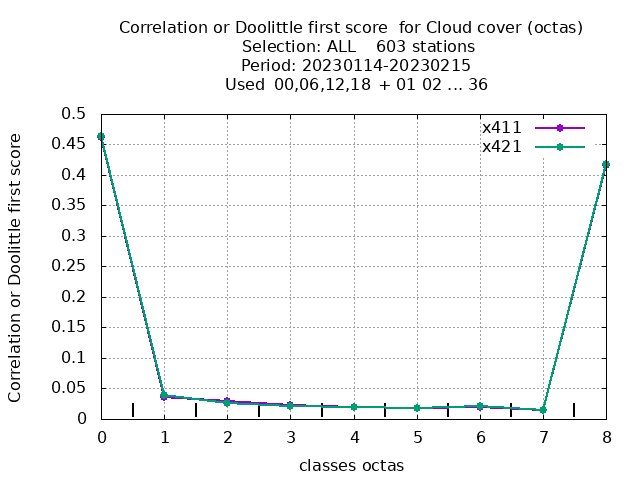 Correlation or Doolittle first score  for Cloud cover (octas)
Selection: ALL    603 stations
Period: 20230114-20230215
Used  00,06,12,18 + 01 02 ... 36
Correlation or Doolittle first score
0.5
0.45
0.4
0.35
0.3
0.25
0.2
0.15
0.1
0.05
0
x411
x421
0 1 2 3 4 5 6 7 8
classes octas